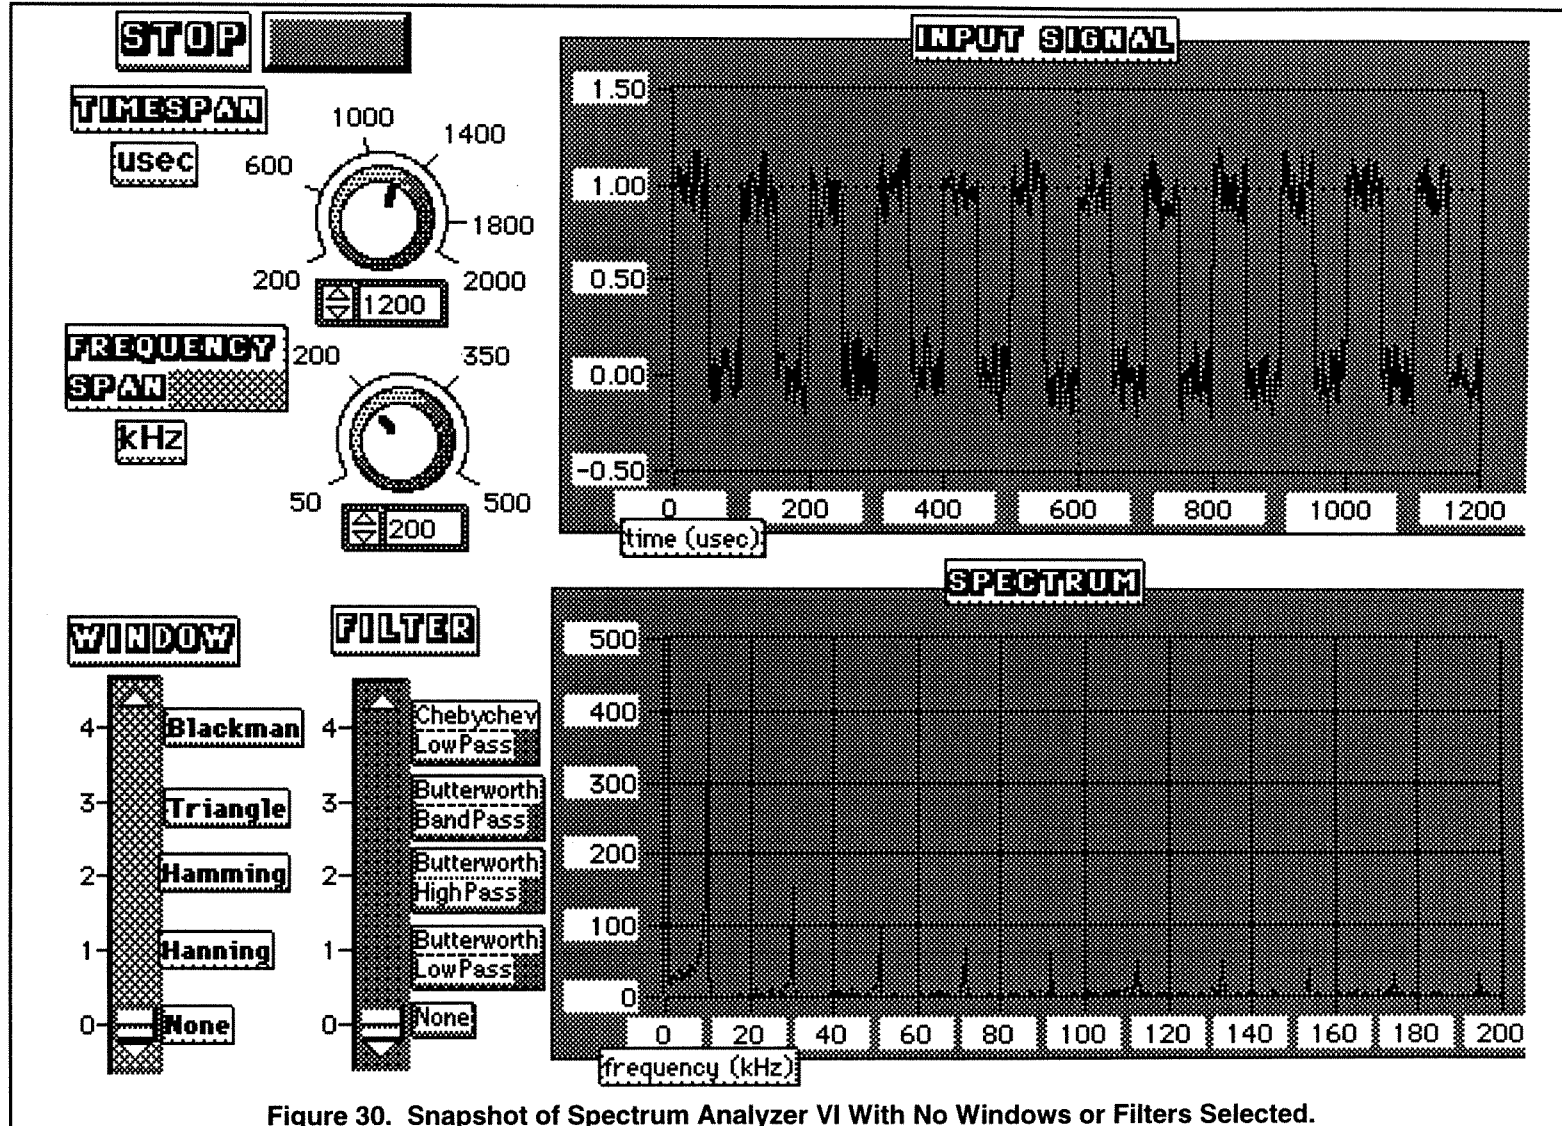 STOP
TIMESPAN
usec
200
600
1000
1400
1800
2000
1200
FREQUENCY
SPAN
kHz
50
200
350
500
200
INPUT SIGNAL
1.50
1.00
0.50
0.00
-0.50
0 200 400 600 800 1000 1200
time (usec)
WINDOW
4 Blackman
3 Triangle
2 Hamming
1 Hanning
0 None
FILTER
4 Chebychev
LowPass
3 Butterworth
BandPass
2 Butterworth
HighPass
1 Butterworth
LowPass
0 None
SPECTRUM
500
400
300
200
100
0
0 20 40 60 80 100 120 140 160 180 200
frequency (kHz)
Figure 30. Snapshot of Spectrum Analyzer VI With No Windows or Filters Selected.